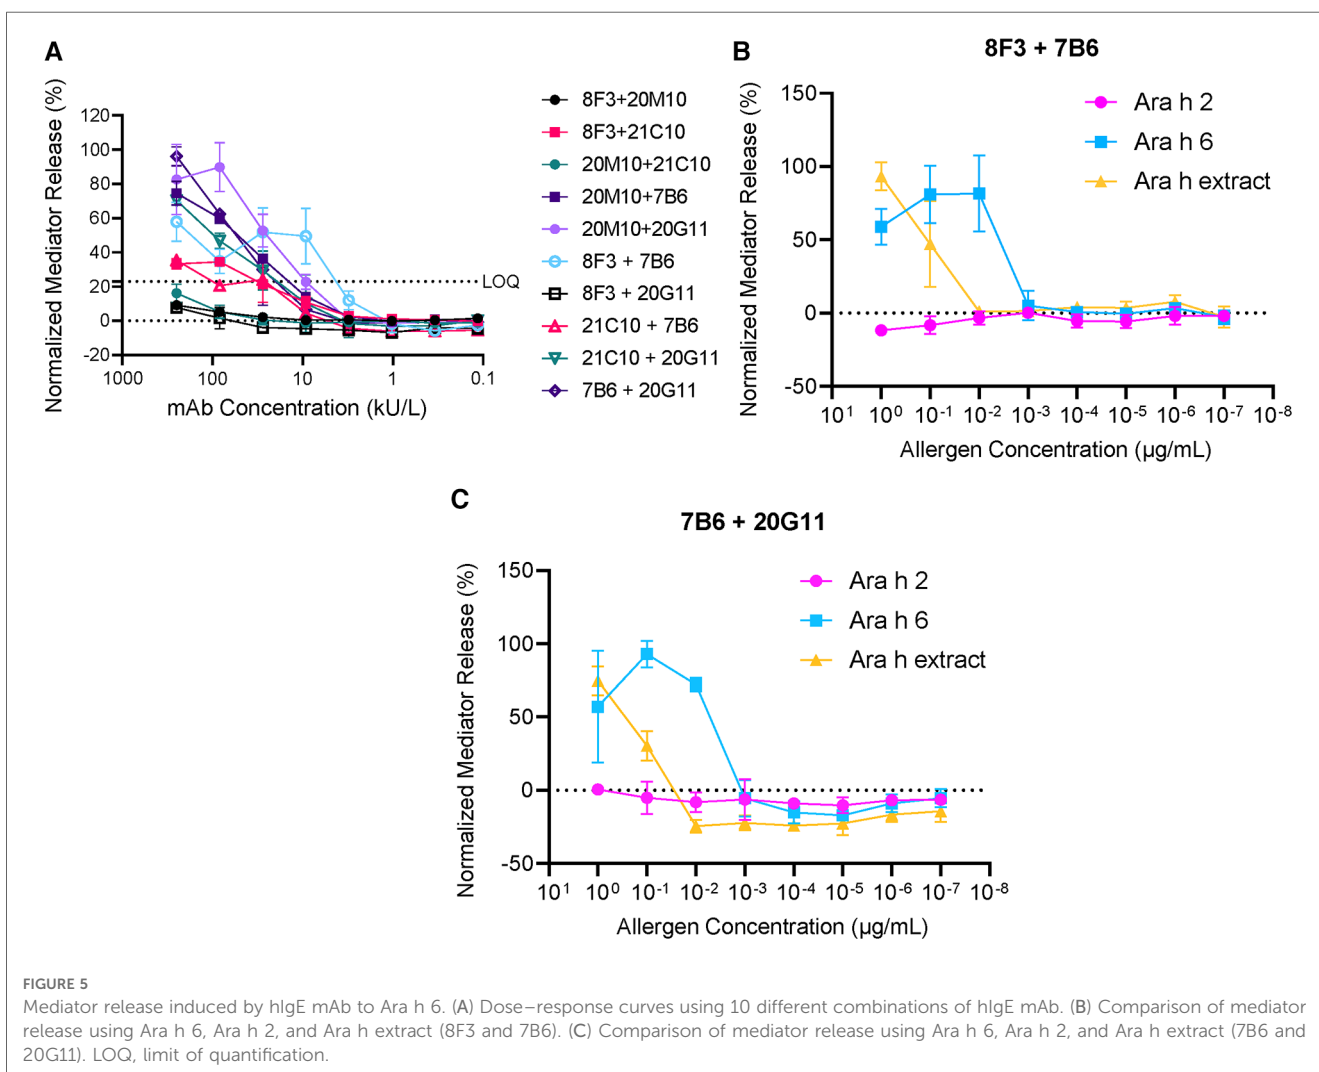 A
Normalized Mediator Release (%)
120
100
80
60
40
20
0
-20
1000
100
10
1
0.1
mAb Concentration (kU/L)
LOQ
8F3+20M10
8F3+21C10
20M10+21C10
20M10+7B6
20M10+20G11
8F3 + 7B6
8F3 + 20G11
21C10 + 7B6
21C10 + 20G11
7B6 + 20G11
B
8F3 + 7B6
Normalized Mediator Release (%)
150
100
50
0
-50
10¹ 10⁰ 10⁻¹ 10⁻² 10⁻³ 10⁻⁴ 10⁻⁵ 10⁻⁶ 10⁻⁷ 10⁻⁸
Allergen Concentration (µg/mL)
Ara h 2
Ara h 6
Ara h extract
C
7B6 + 20G11
Normalized Mediator Release (%)
150
100
50
0
-50
10¹ 10⁰ 10⁻¹ 10⁻² 10⁻³ 10⁻⁴ 10⁻⁵ 10⁻⁶ 10⁻⁷ 10⁻⁸
Allergen Concentration (µg/mL)
Ara h 2
Ara h 6
Ara h extract
FIGURE 5
Mediator release induced by hIgE mAb to Ara h 6. (A) Dose–response curves using 10 different combinations of hIgE mAb. (B) Comparison of mediator
release using Ara h 6, Ara h 2, and Ara h extract (8F3 and 7B6). (C) Comparison of mediator release using Ara h 6, Ara h 2, and Ara h extract (7B6 and
20G11). LOQ, limit of quantification.